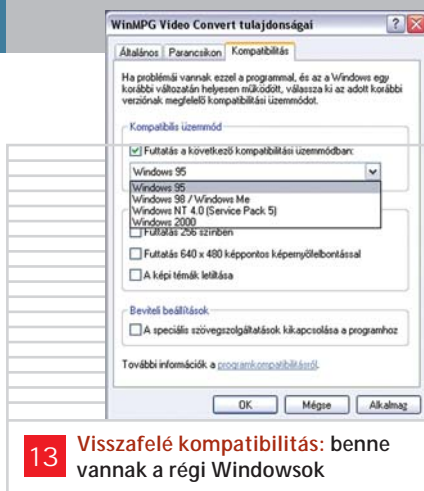 WinMPG Video Convert tulajdonságai
Általános Parancsikon Kompatibilitás
Ha problémái vannak ezzel a programmal, és az a Windows egy
korábbi változatán helyesen működött, válassza ki az adott korábbi
verziónak megfelelő kompatibilitási üzemmódot.
Kompatibilis üzemmód
Futtatás a következő kompatibilitási üzemmódban:
Windows 95
Windows 95
Windows 98 / Windows Me
Windows NT 4.0 (Service Pack 5)
Windows 2000
Futtatás 256 színben
Futtatás 640 x 480 képpontos képernyőfelbontással
A képi témák letiltása
Beviteli beállítások
A speciális szövegszolgáltatások kikapcsolása a programhoz
További információk a programkompatibilitásról.
OK Mégse Alkalmaz
13 Visszafelé kompatibilitás: benne
vannak a régi Windowsok